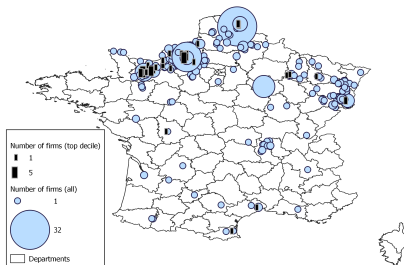 Number of firms (top decile)
1
5
Number of firms (all)
1
32
Departments